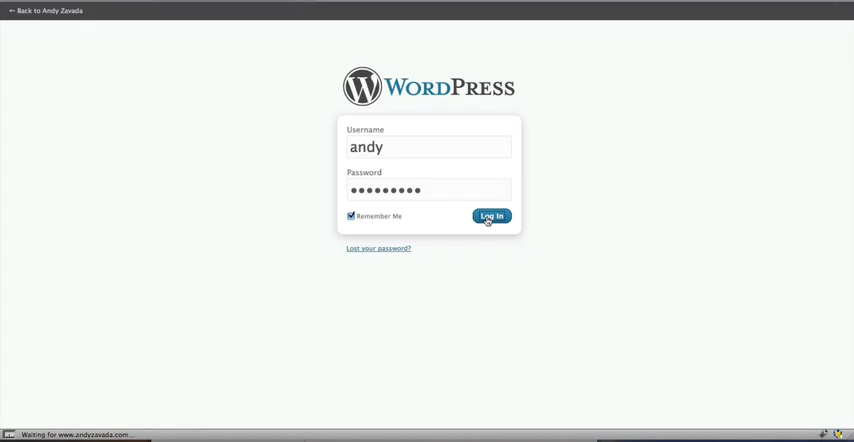 ← Back to Andy Zavada
WORDPRESS
Username
andy
Password
Remember Me
Log In
Lost your password?
Waiting for www.andyzavada.com...